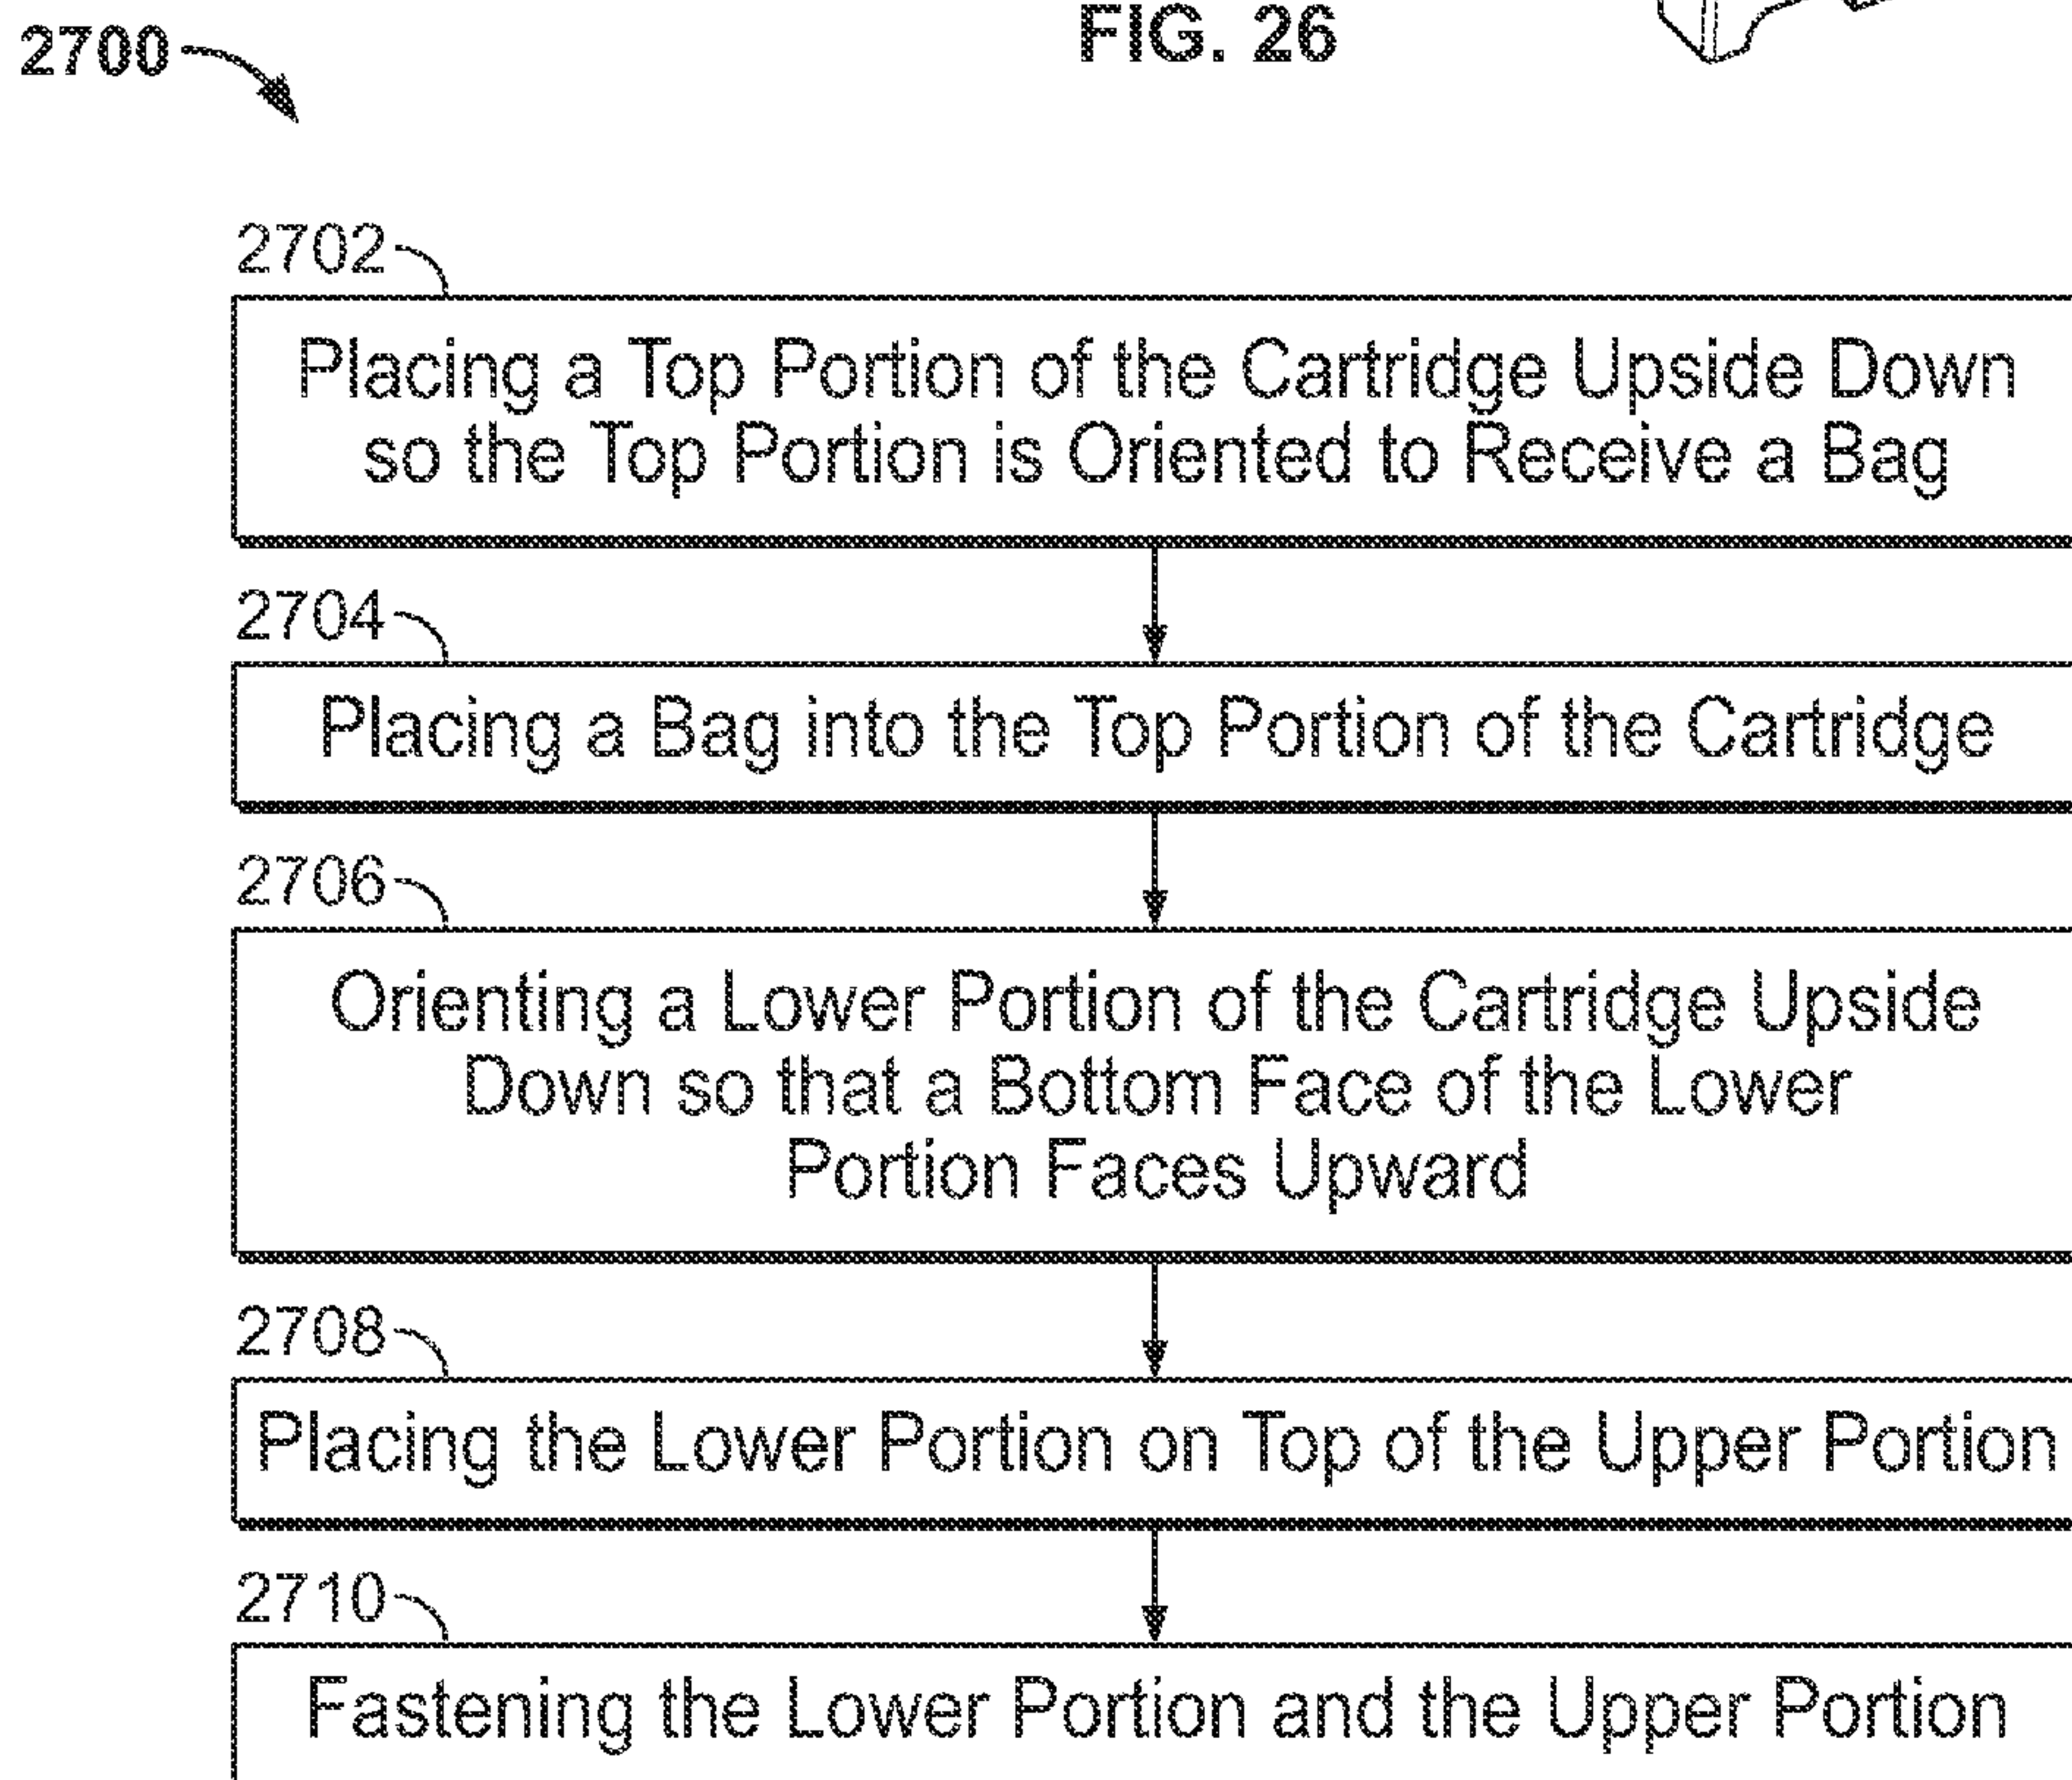 2700
FIG. 26
2702
Placing a Top Portion of the Cartridge Upside Down
so the Top Portion is Oriented to Receive a Bag
2704
Placing a Bag into the Top Portion of the Cartridge
2706
Orienting a Lower Portion of the Cartridge Upside
Down so that a Bottom Face of the Lower
Portion Faces Upward
2708
Placing the Lower Portion on Top of the Upper Portion
2710
Fastening the Lower Portion and the Upper Portion